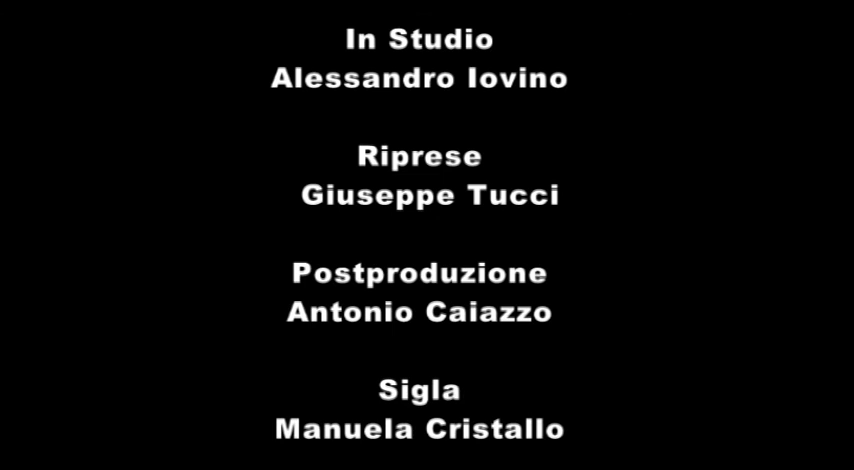 In Studio
Alessandro Iovino
Riprese
Giuseppe Tucci
Postproduzione
Antonio Caiazzo
Sigla
Manuela Cristallo